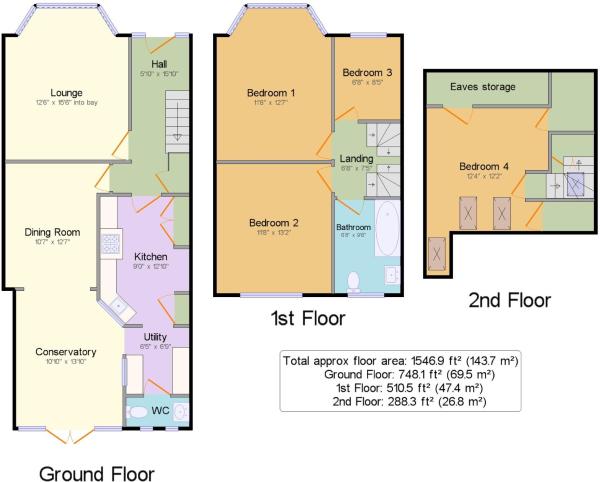 Lounge
12'6" x 15'6" into bay
Hall
5'10" x 15'10"
Dining Room
10'7" x 12'7"
Kitchen
9'0" x 12'10"
Conservatory
10'10" x 13'10"
Utility
6'5" x 6'9"
WC
Ground Floor
Bedroom 1
11'8" x 12'7"
Bedroom 3
6'8" x 8'5"
Landing
6'8" x 7'5"
Bedroom 2
11'8" x 13'2"
Bathroom
6'8" x 9'8"
1st Floor
Eaves storage
Bedroom 4
12'4" x 12'2"
2nd Floor
Total approx floor area: 1546.9 ft² (143.7 m²)
Ground Floor: 748.1 ft² (69.5 m²)
1st Floor: 510.5 ft² (47.4 m²)
2nd Floor: 288.3 ft² (26.8 m²)